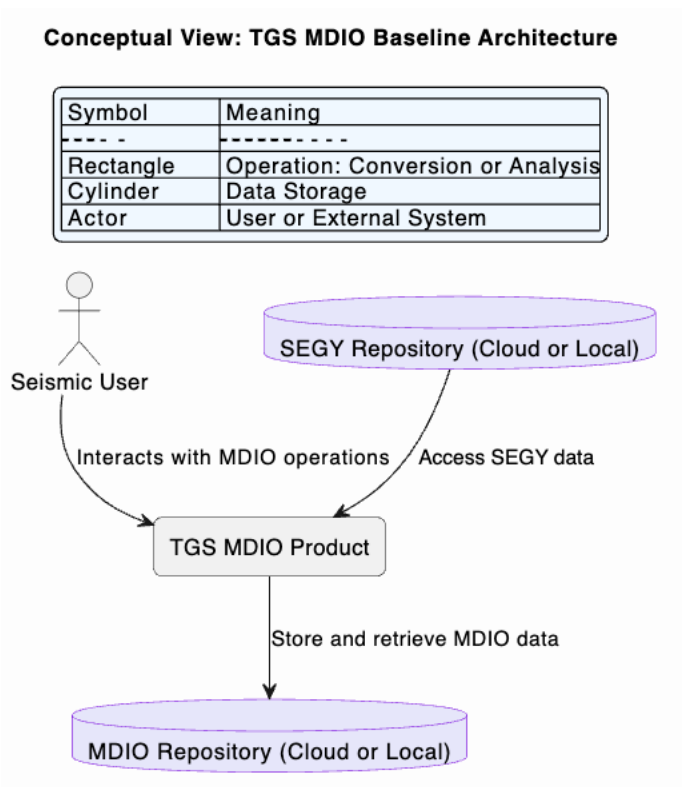 Conceptual View: TGS MDIO Baseline Architecture
Symbol Meaning
---- - --------- - - -
Rectangle Operation: Conversion or Analysis
Cylinder Data Storage
Actor User or External System
SEGY Repository (Cloud or Local)
Seismic User
Interacts with MDIO operations Access SEGY data
TGS MDIO Product
Store and retrieve MDIO data
MDIO Repository (Cloud or Local)